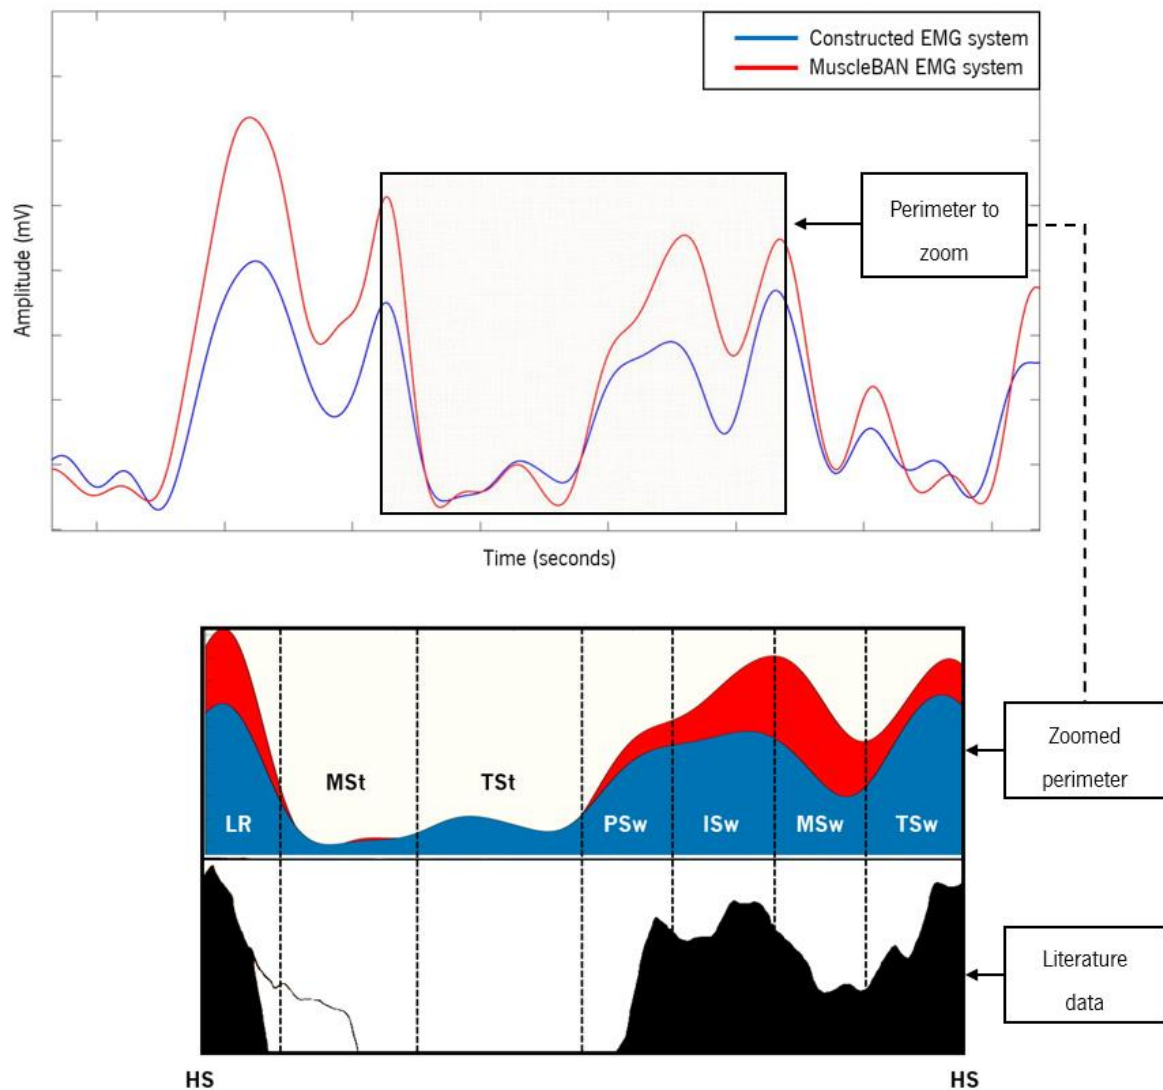 Constructed EMG system
MuscleBAN EMG system
Amplitude (mV)
Perimeter to
zoom
Time (seconds)
MSt
TSt
LR
PSw
ISw
MSw
TSw
Zoomed
perimeter
Literature
data
HS
HS